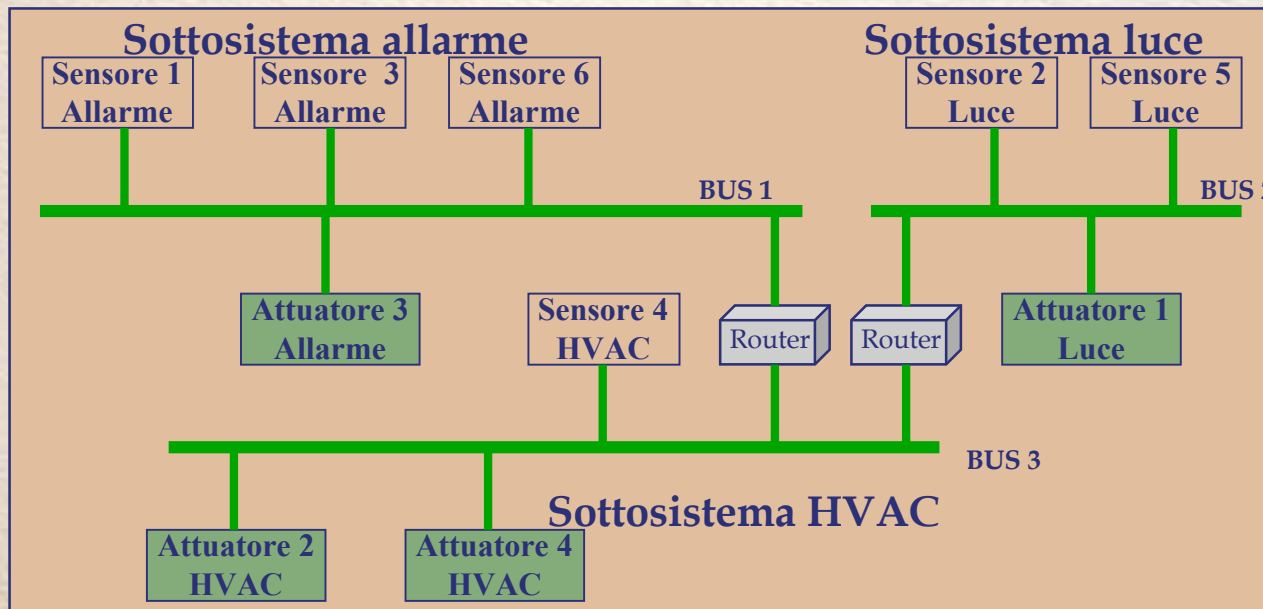 Sottosistema allarme
Sottosistema luce
Sensore 1
Allarme
Sensore 3
Allarme
Sensore 6
Allarme
Sensore 2
Luce
Sensore 5
Luce
BUS 1
BUS 2
Attuatore 3
Allarme
Sensore 4
HVAC
Router
Router
Attuatore 1
Luce
BUS 3
Sottosistema HVAC
Attuatore 2
HVAC
Attuatore 4
HVAC